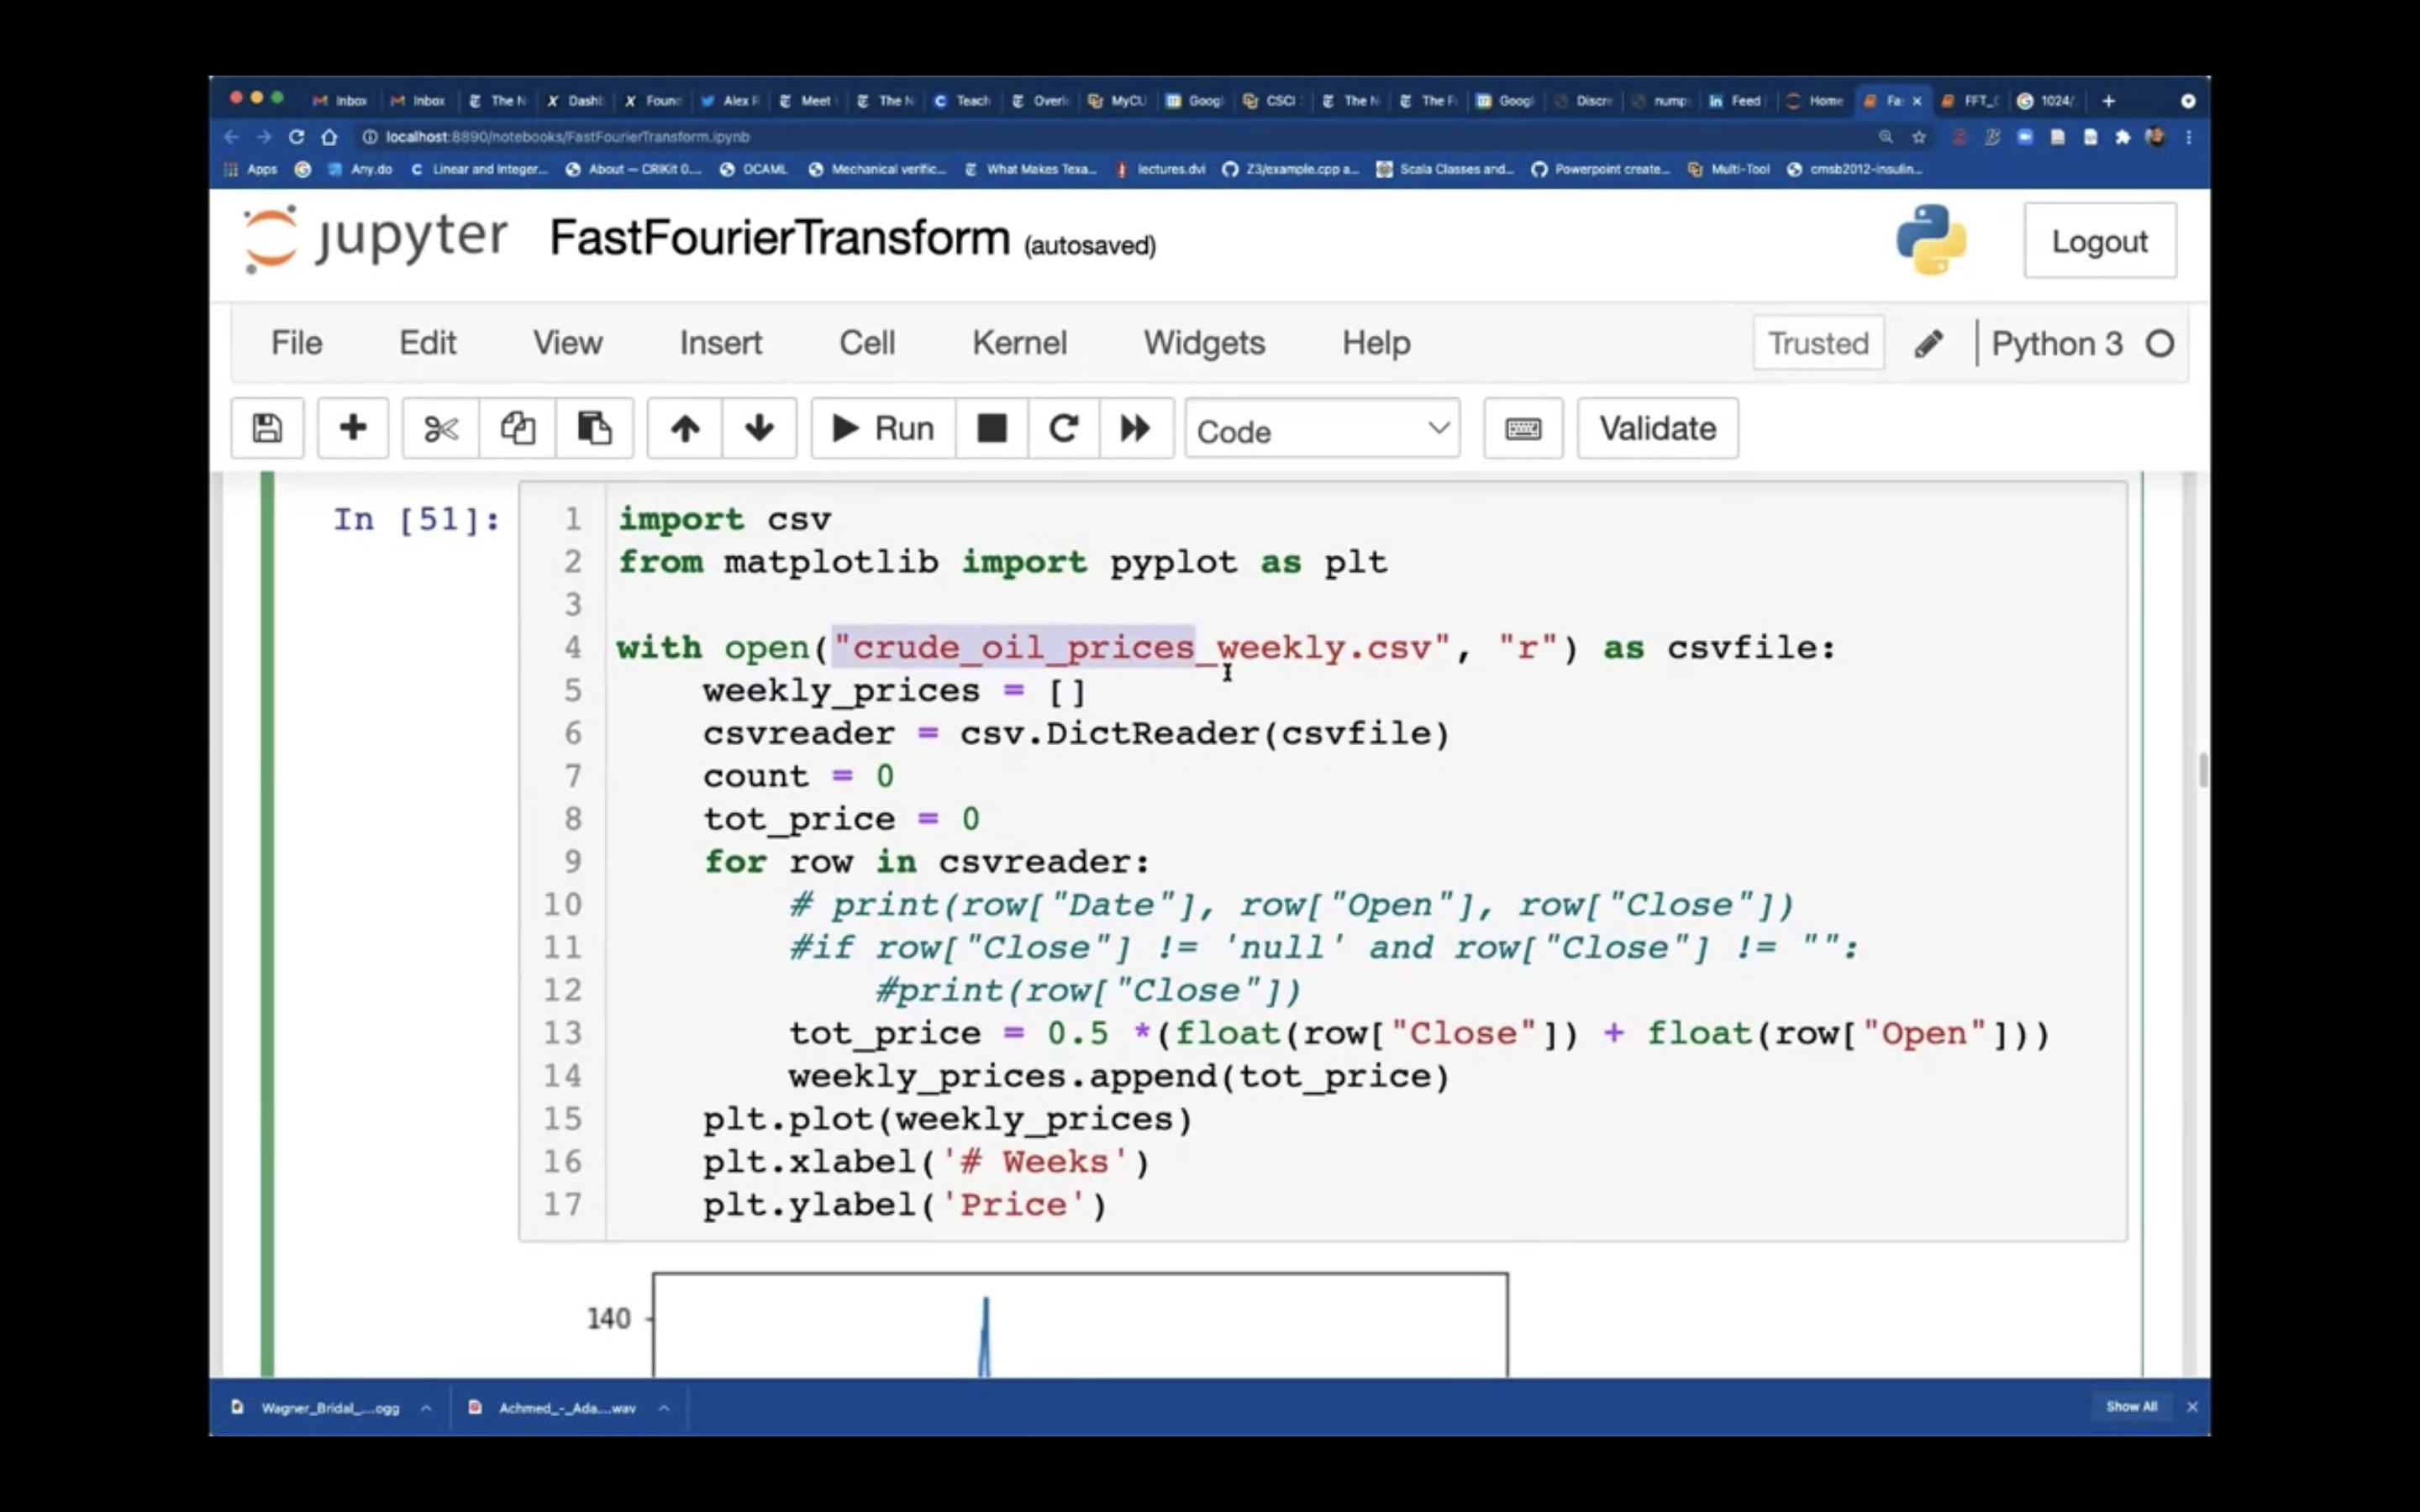 Inbox Inbox The N Dashb Found Alex R Meet The N Teach Overl MyCU Googl CSCI The N The F Googl Discre nump Feed Home Fa FFT_C 1024/
localhost:8890/notebooks/FastFourierTransform.ipynb
Apps Any.do Linear and Integer... About — CRIKit 0.... OCAML Mechanical verific... What Makes Texa... lectures.dvi Z3/example.cpp a... Scala Classes and... Powerpoint create... Multi-Tool cmsb2012-insulin...
jupyter FastFourierTransform (autosaved) Logout
File Edit View Insert Cell Kernel Widgets Help Trusted Python 3
Run Code Validate
In [51]:
1 import csv
2 from matplotlib import pyplot as plt
3
4 with open("crude_oil_prices_weekly.csv", "r") as csvfile:
5 weekly_prices = []
6 csvreader = csv.DictReader(csvfile)
7 count = 0
8 tot_price = 0
9 for row in csvreader:
10 # print(row["Date"], row["Open"], row["Close"])
11 #if row["Close"] != 'null' and row["Close"] != "":
12 #print(row["Close"])
13 tot_price = 0.5 *(float(row["Close"]) + float(row["Open"]))
14 weekly_prices.append(tot_price)
15 plt.plot(weekly_prices)
16 plt.xlabel('# Weeks')
17 plt.ylabel('Price')
140
Wagner_Bridal_....ogg Achmed_-_Ada....wav Show All